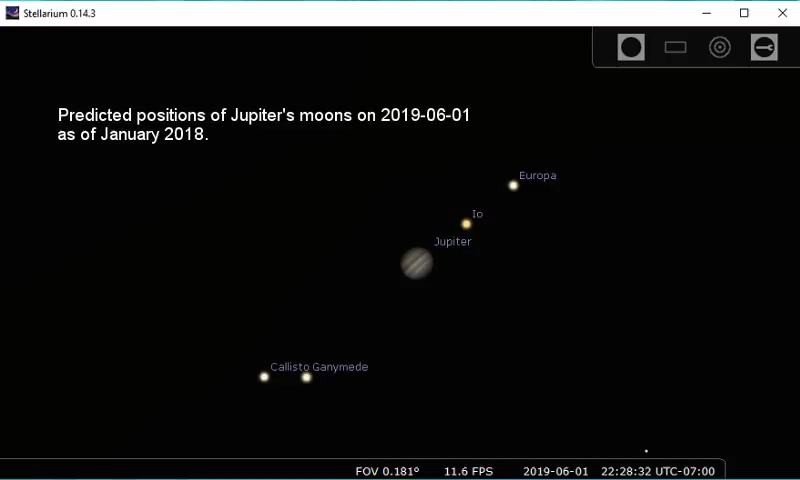 Stellarium 0.14.3
Predicted positions of Jupiter's moons on 2019-06-01
as of January 2018.
Europa
Io
Jupiter
Callisto Ganymede
FOV 0.181° 11.6 FPS 2019-06-01 22:28:32 UTC-07:00